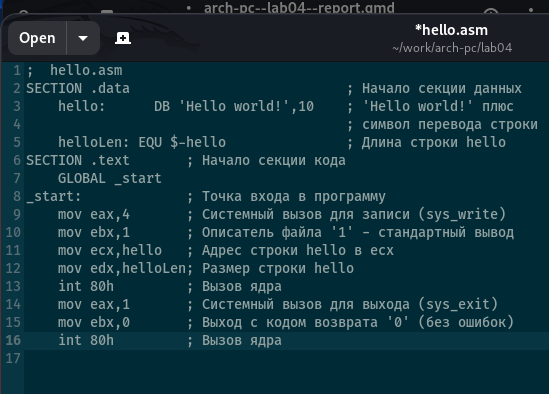 arch-pc--lab04--report.qmd
Open
*hello.asm
~/work/arch-pc/lab04
1 ;  hello.asm
2 SECTION .data                           ; Начало секции данных
3     hello:      DB 'Hello world!',10    ; 'Hello world!' плюс
4                                         ; символ перевода строки
5     helloLen: EQU $-hello               ; Длина строки hello
6 SECTION .text       ; Начало секции кода
7     GLOBAL _start
8 _start:             ; Точка входа в программу
9     mov eax,4       ; Системный вызов для записи (sys_write)
10     mov ebx,1       ; Описатель файла '1' - стандартный вывод
11     mov ecx,hello   ; Адрес строки hello в ecx
12     mov edx,helloLen; Размер строки hello
13     int 80h         ; Вызов ядра
14     mov eax,1       ; Системный вызов для выхода (sys_exit)
15     mov ebx,0       ; Выход с кодом возврата '0' (без ошибок)
16     int 80h         ; Вызов ядра
17